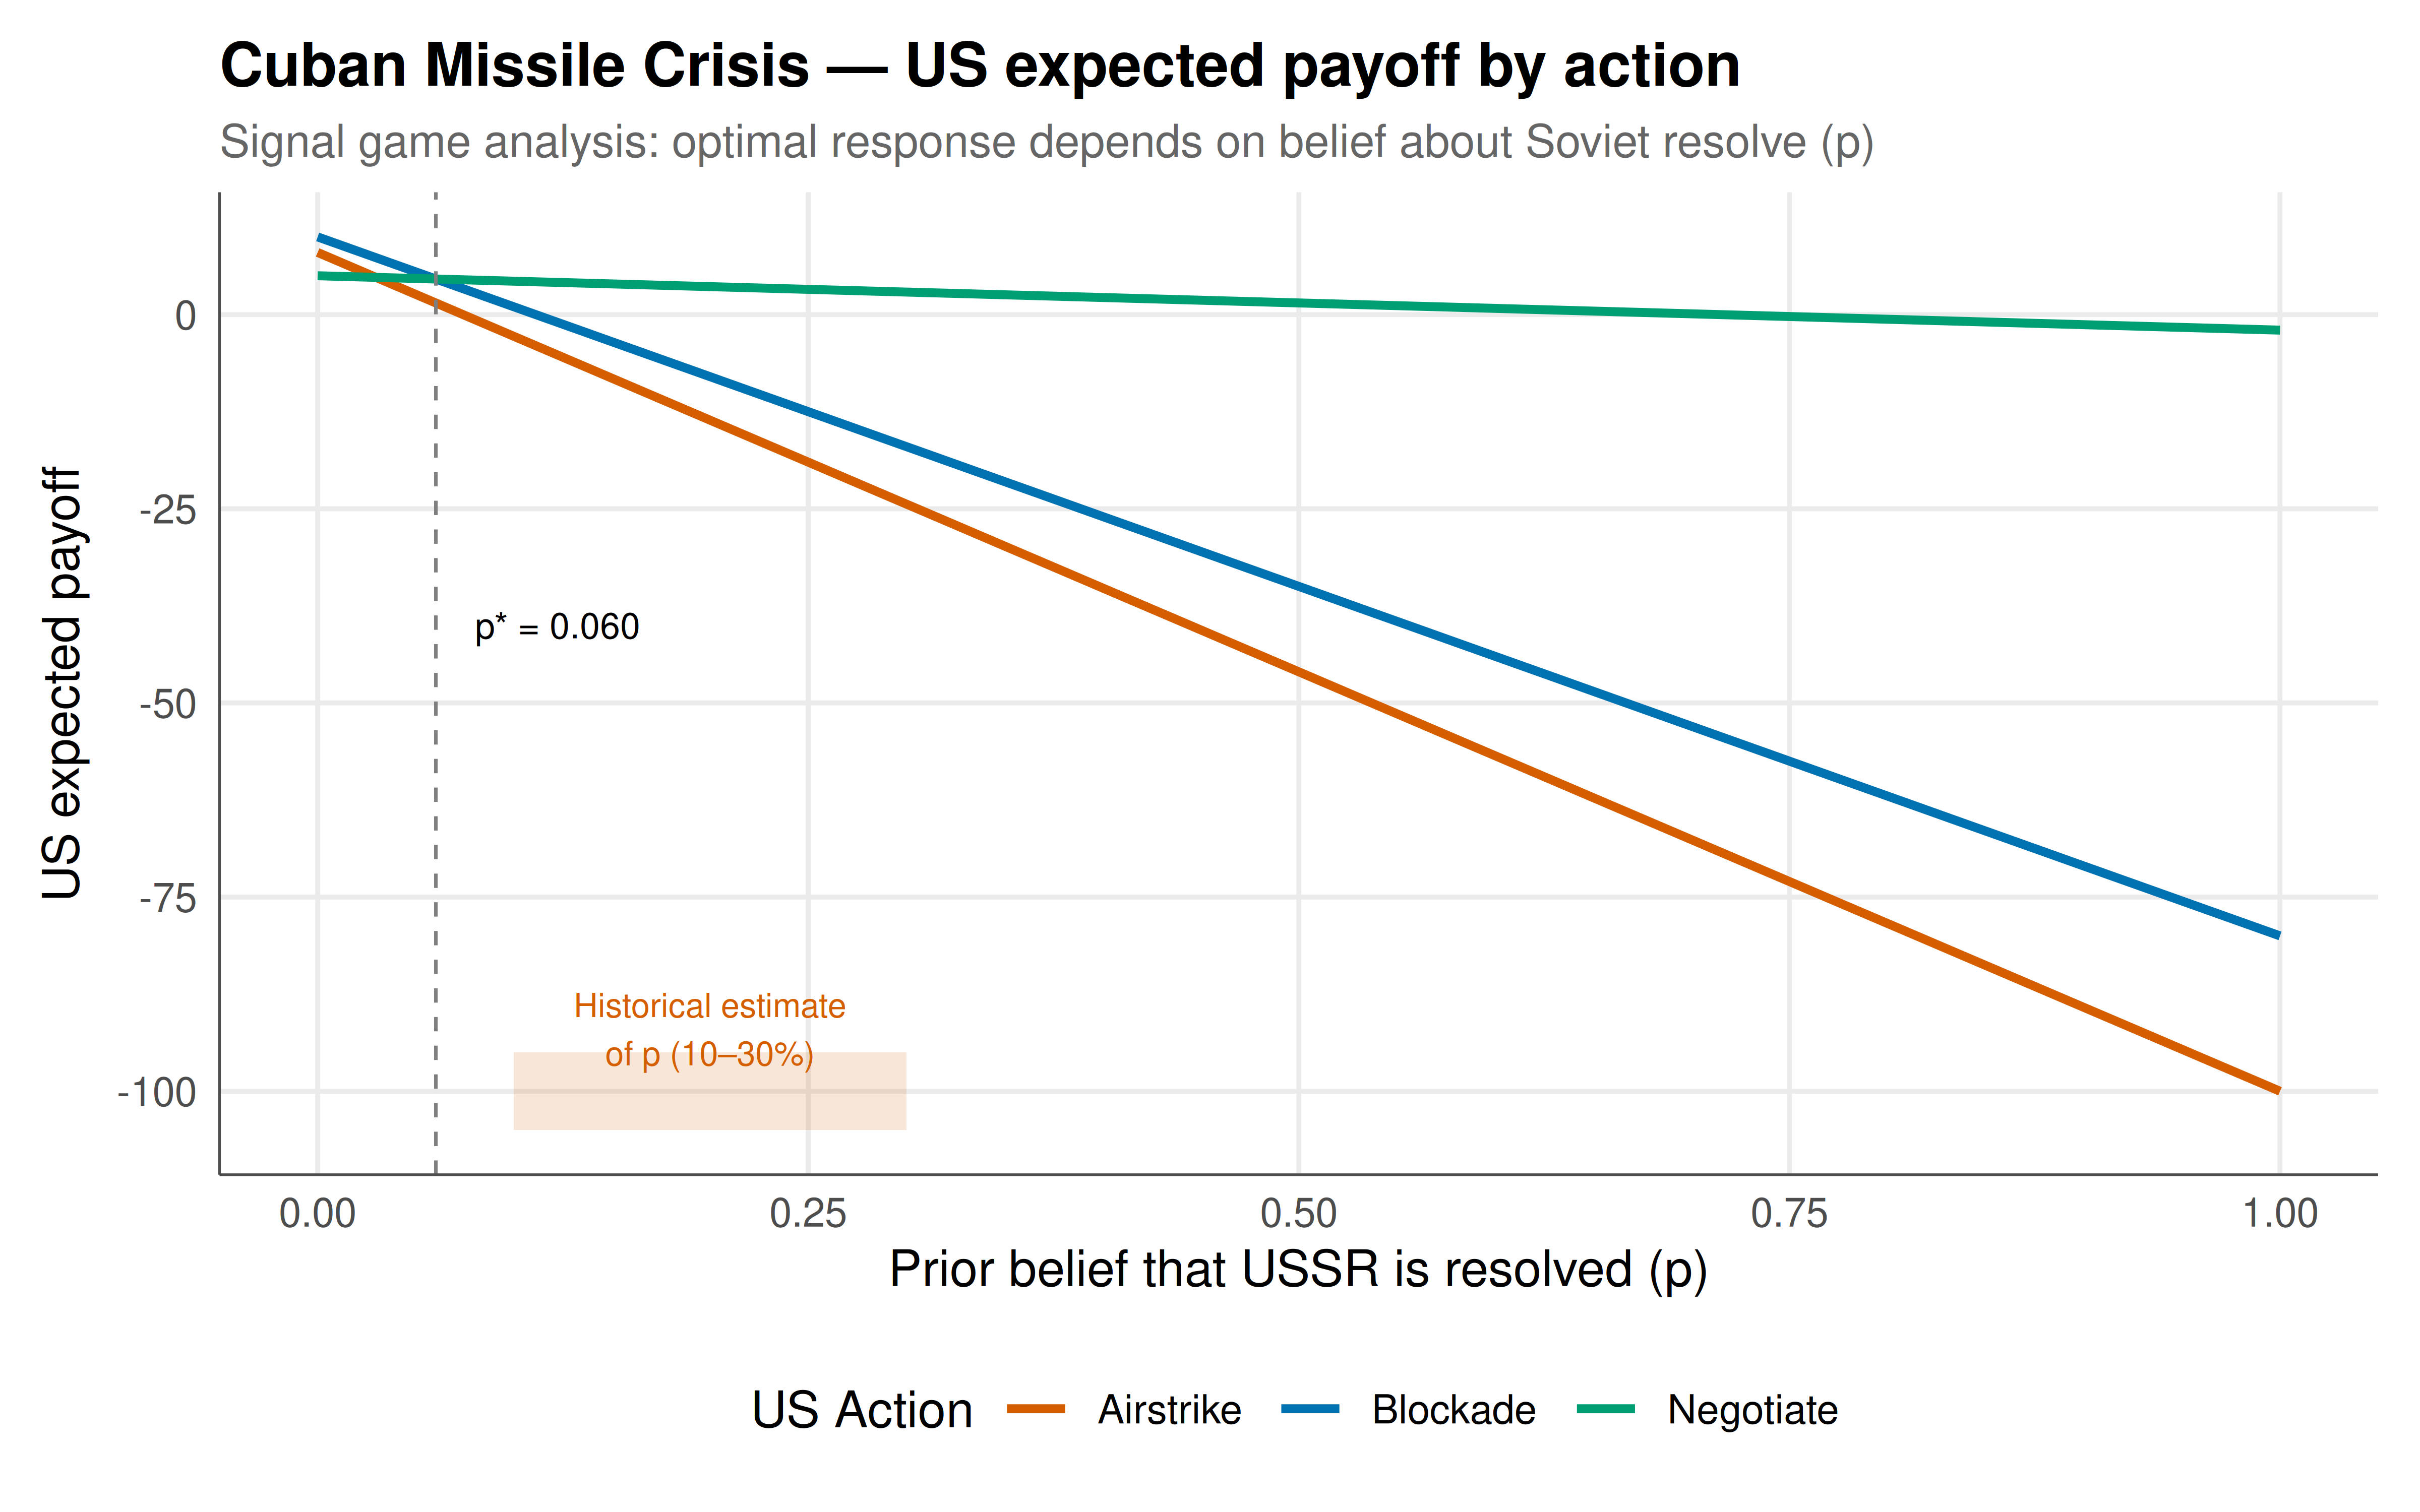 Cuban Missile Crisis — US expected payoff by action
Signal game analysis: optimal response depends on belief about Soviet resolve (p)
US expected payoff
0
-25
-50
-75
-100
p* = 0.060
Historical estimate
of p (10–30%)
0.00
0.25
0.50
0.75
1.00
Prior belief that USSR is resolved (p)
US Action
Airstrike
Blockade
Negotiate